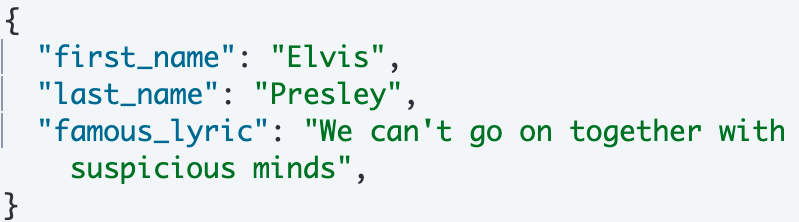 {
"first_name": "Elvis",
"last_name": "Presley",
"famous_lyric": "We can't go on together with
suspicious minds",
}